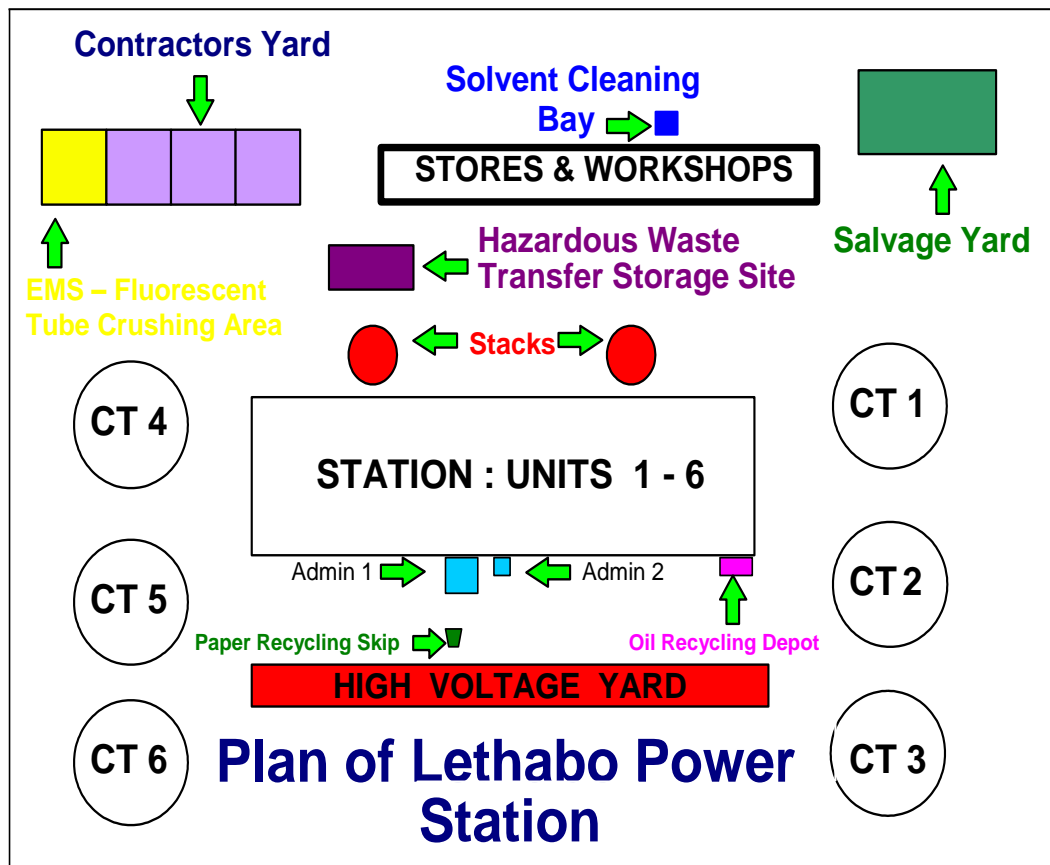 Contractors Yard
Solvent Cleaning
Bay
STORES & WORKSHOPS
Salvage Yard
Hazardous Waste
Transfer Storage Site
EMS – Fluorescent
Tube Crushing Area
Stacks
CT 4
CT 1
STATION : UNITS 1 - 6
CT 5
CT 2
Admin 1
Admin 2
Paper Recycling Skip
Oil Recycling Depot
HIGH VOLTAGE YARD
CT 6
CT 3
Plan of Lethabo Power
Station